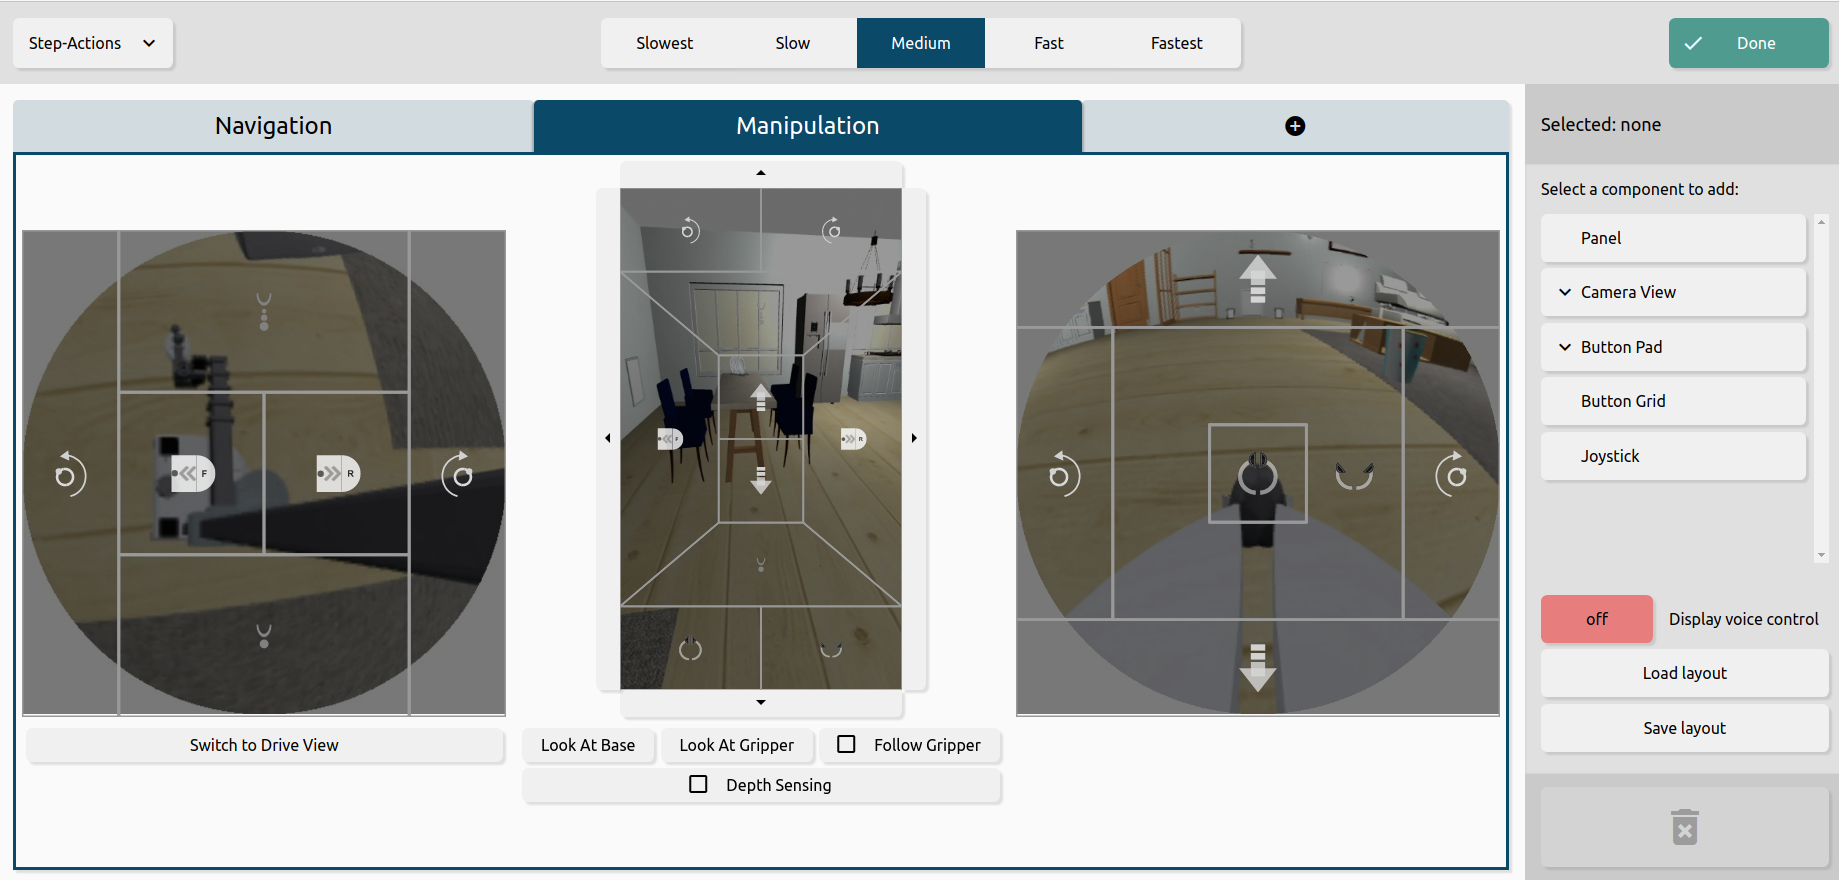 Step-Actions
Slowest Slow Medium Fast Fastest
Done
Navigation
Manipulation
F
R
F
R
Switch to Drive View
Look At Base
Look At Gripper
Follow Gripper
Depth Sensing
Selected: none
Select a component to add:
Panel
Camera View
Button Pad
Button Grid
Joystick
off
Display voice control
Load layout
Save layout